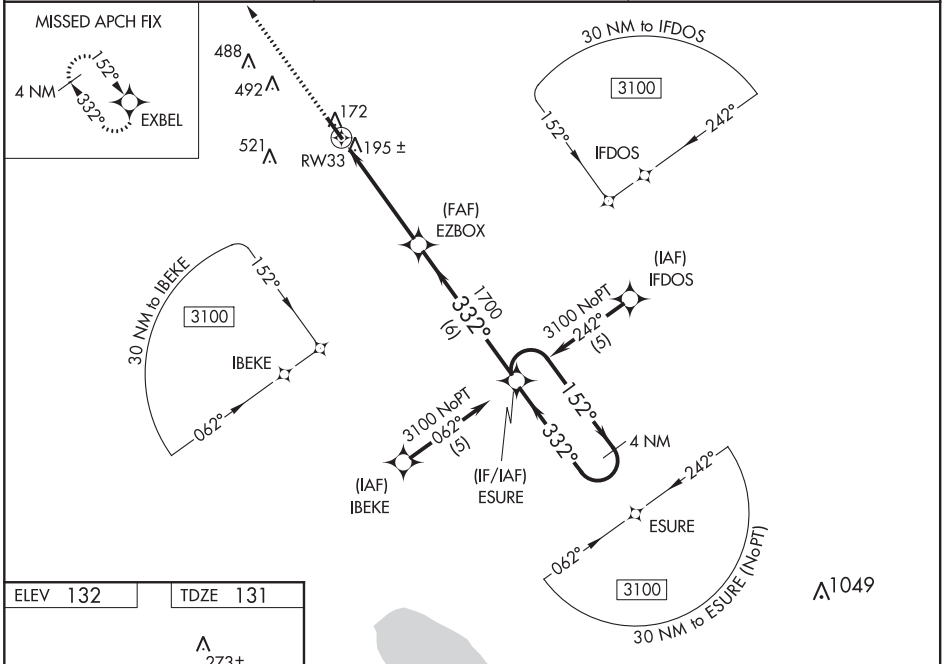 MISSED APCH FIX
152°
4 NM
332°
EXBEL
488
492
521
172
195 ±
RW33
30 NM to IFDOS
3100
152°
242°
IFDOS
(FAF)
EZBOX
(IAF)
IFDOS
30 NM to IBEKE
152°
3100
IBEKE
062°
1700
332°
(6)
3100 NoPT
242°
(5)
3100 NoPT
062°
(5)
152°
332°
4 NM
(IAF)
IBEKE
(IF/IAF)
ESURE
242°
ESURE
062°
3100
30 NM to ESURE (NoPT)
1049
ELEV 132
TDZE 131
273±